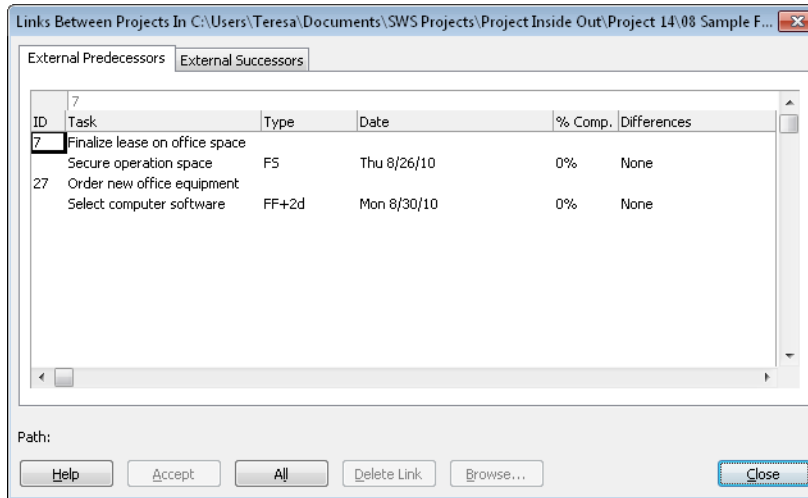 Links Between Projects In C:\Users\Teresa\Documents\SWS Projects\Project Inside Out\Project 14\08 Sample F...
External Predecessors External Successors
7
ID Task Type Date % Comp. Differences
7 Finalize lease on office space
Secure operation space FS Thu 8/26/10 0% None
27 Order new office equipment
Select computer software FF+2d Mon 8/30/10 0% None
Path:
Help Accept All Delete Link Browse... Close